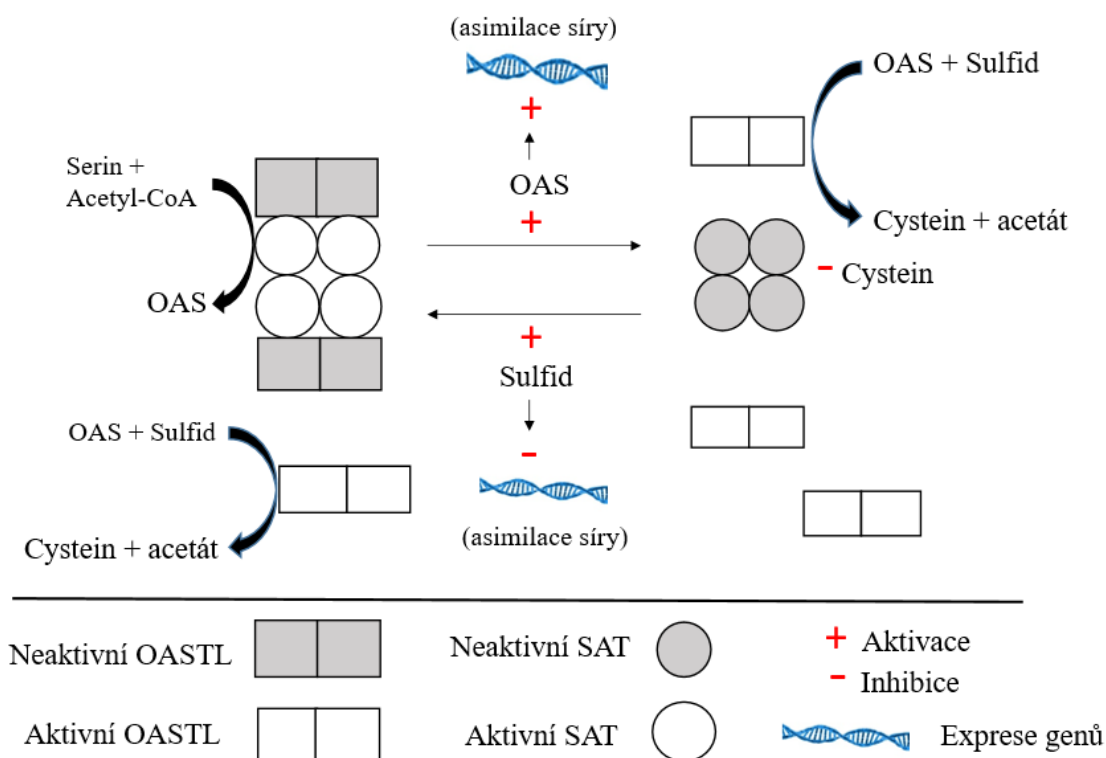 (asimilace síry)
+
OAS
+
Serin +
Acetyl-CoA
OAS
OAS + Sulfid
Cystein + acetát
- Cystein
+
Sulfid
-
(asimilace síry)
OAS + Sulfid
Cystein + acetát
Neaktivní OASTL
Neaktivní SAT
+ Aktivace
- Inhibice
Aktivní OASTL
Aktivní SAT
Exprese genů